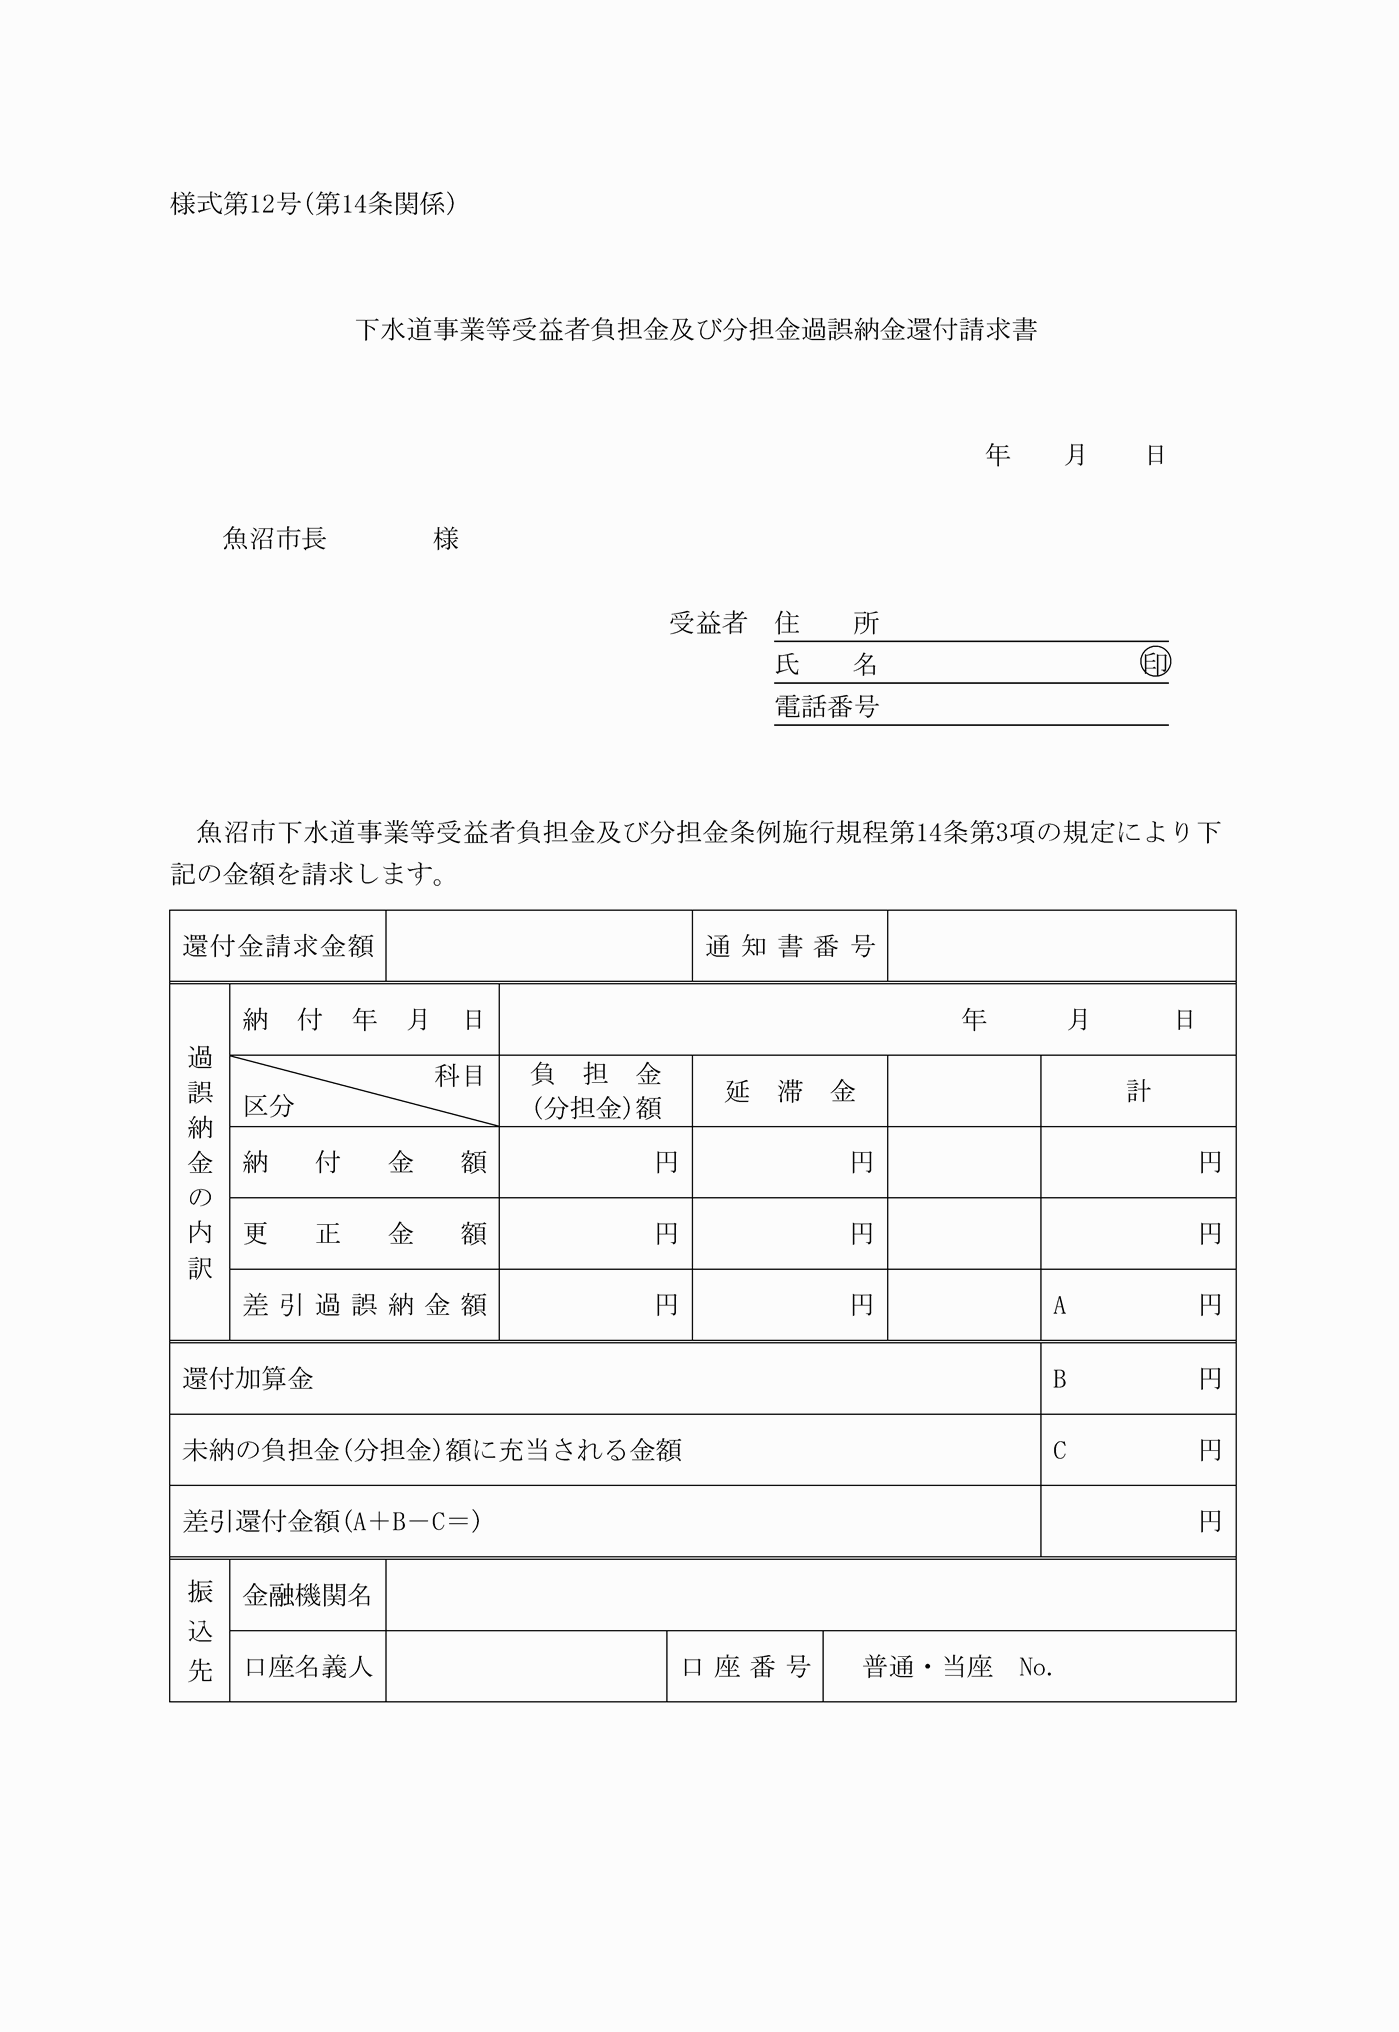 様式第12号(第14条関係)
下水道事業等受益者負担金及び分担金過誤納金還付請求書
年　　月　　日
魚沼市長　　　　様
受益者　住　　所
氏　　名　　　　　　　　　　㊞
電話番号
魚沼市下水道事業等受益者負担金及び分担金条例施行規程第14条第3項の規定により下
記の金額を請求します。
還付金請求金額　通知書番号
過誤納金の内訳
納付年月日　年　　月　　日
科目
区分
負担金
(分担金)額
延滞金
計
納付金額　円　円　円
更正金額　円　円　円
差引過誤納金額　円　円　A　円
還付加算金　B　円
未納の負担金(分担金)額に充当される金額　C　円
差引還付金額(A＋B－C＝)　円
振込先
金融機関名
口座名義人　口座番号　普通・当座　No.